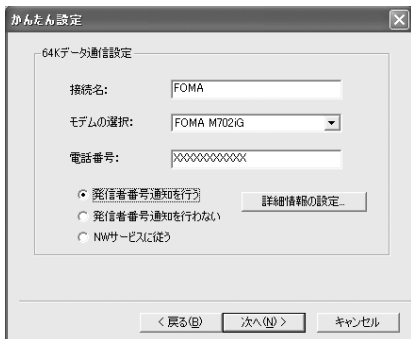 かんたん設定
64Kデータ通信設定
接続名: FOMA
モデムの選択: FOMA M702iG
電話番号: XXXXXXXXXXX
発信者番号通知を行う
詳細情報の設定...
発信者番号通知を行わない
NWサービスに従う
< 戻る(B) 次へ(N) > キャンセル